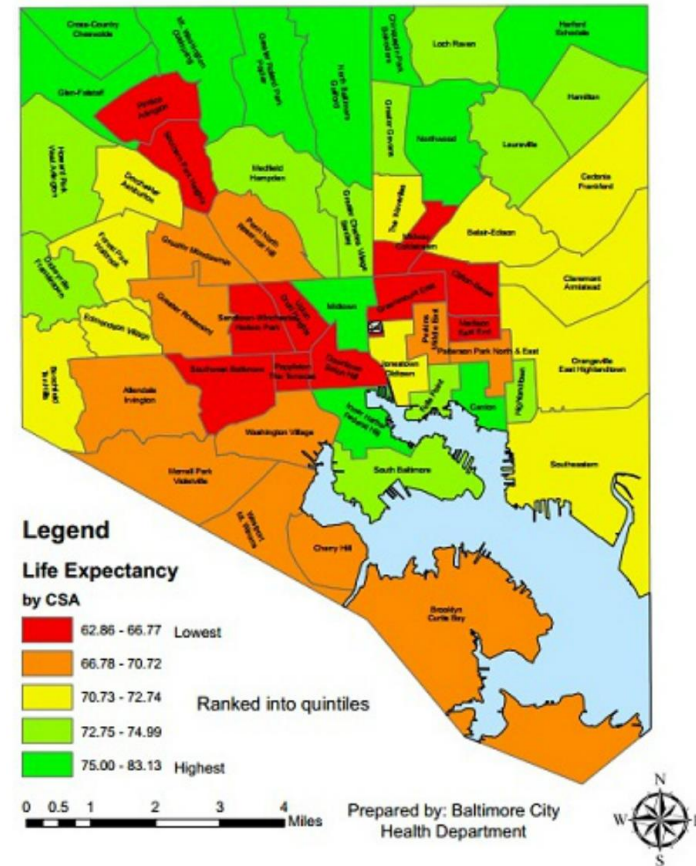 Cross-Country
Cheswolde
Mt. Washington
Coldspring
Greater Roland Park
Poplar
North Baltimore
Guilford
Chinquapin Park
Belvedere
Loch Raven
Harford
Echodale
Glen-Falstaff
Pimlico
Arlington
Hamilton
Howard Park
West Arlington
Southern Park Heights
Greater Govans
Northwood
Lauraville
Medfield
Hampden
Dorchester
Ashburton
Cedonia
Frankford
The Waverlies
Greater Charles Village
Barclay
Penn North
Reservoir Hill
Belair-Edison
Forest Park
Walbrook
Greater Mondawmin
Midway
Coldstream
Dickeyville
Franklintown
Claremont
Armistead
Clifton-Berea
Greenmount East
Greater Rosemont
Sandtown-Winchester
Harlem Park
Upton
Druid Heights
Midtown
Edmondson Village
Madison
East End
Perkins
Middle East
Patterson Park North & East
Orangeville
East Highlandtown
Southwest Baltimore
Poppleton
The Terraces
Downtown
Seton Hill
Jonestown
Oldtown
Beechfield
Ten Hills
Allendale
Irvington
Fells Point
Canton
Highlandtown
Inner Harbor
Federal Hill
Washington Village
Southeastern
South Baltimore
Morrell Park
Violetville
Westport
Mt. Winans
Cherry Hill
Brooklyn
Curtis Bay
Legend
Life Expectancy
by CSA
62.86 - 66.77 Lowest
66.78 - 70.72
70.73 - 72.74
Ranked into quintiles
72.75 - 74.99
75.00 - 83.13 Highest
0 0.5 1 2 3 4
Miles
Prepared by: Baltimore City
Health Department
N
W
S